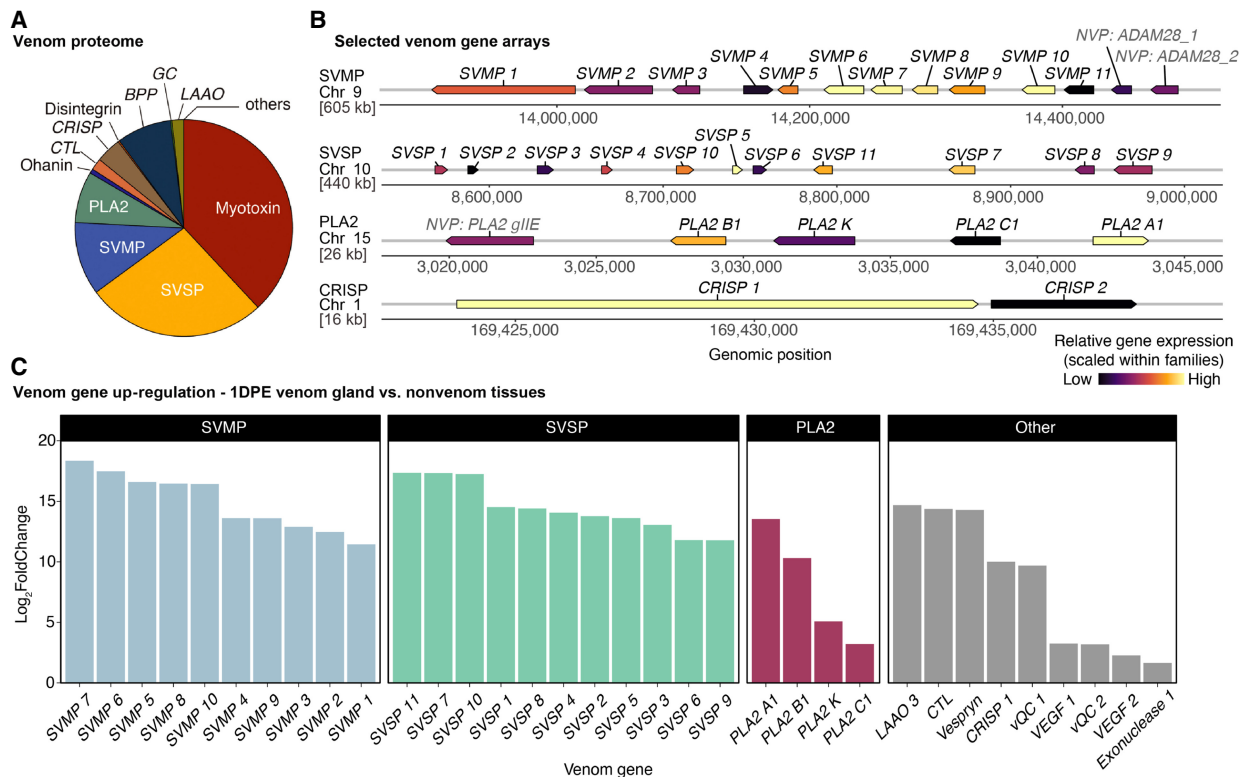 A
Venom proteome
GC
BPP
LAAO
Disintegrin
others
CRISP
CTL
Ohanin
PLA2
Myotoxin
SVMP
SVSP
B
Selected venom gene arrays
NVP: ADAM28_1
NVP: ADAM28_2
SVMP 4 SVMP 6 SVMP 8 SVMP 10
SVMP
Chr 9
[605 kb]
SVMP 1 SVMP 2 SVMP 3 SVMP 5 SVMP 7 SVMP 9 SVMP 11
14,000,000 14,200,000 14,400,000
SVSP 5
SVSP
Chr 10
[440 kb]
SVSP 1 SVSP 2 SVSP 3 SVSP 4 SVSP 10 SVSP 6 SVSP 11 SVSP 7 SVSP 8 SVSP 9
8,600,000 8,700,000 8,800,000 8,900,000 9,000,000
PLA2
Chr 15
[26 kb]
NVP: PLA2 gIIE PLA2 B1 PLA2 K PLA2 C1 PLA2 A1
3,020,000 3,025,000 3,030,000 3,035,000 3,040,000 3,045,000
CRISP
Chr 1
[16 kb]
CRISP 1 CRISP 2
169,425,000 169,430,000 169,435,000
Genomic position
Relative gene expression
(scaled within families)
Low High
C
Venom gene up-regulation - 1DPE venom gland vs. nonvenom tissues
SVMP SVSP PLA2 Other
Log2FoldChange
20
15
10
5
0
SVMP 7 SVMP 6 SVMP 5 SVMP 8 SVMP 10 SVMP 4 SVMP 9 SVMP 3 SVMP 2 SVMP 1
SVSP 11 SVSP 7 SVSP 10 SVSP 1 SVSP 8 SVSP 4 SVSP 2 SVSP 5 SVSP 3 SVSP 6 SVSP 9
PLA2 A1 PLA2 B1 PLA2 K PLA2 C1
LAAO 3 CTL Vespryn CRISP 1 vQC 1 VEGF 1 vQC 2 VEGF 2 Exonuclease 1
Venom gene